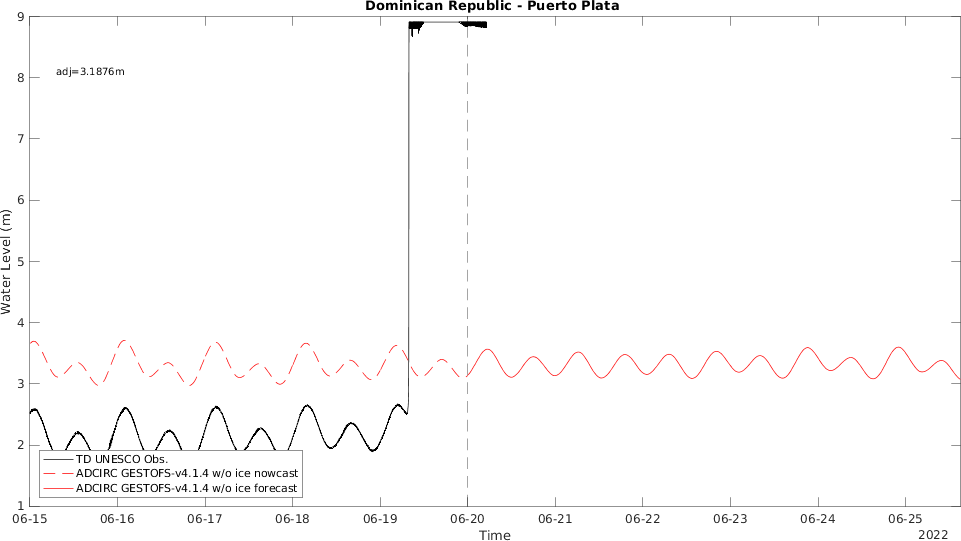 Dominican Republic - Puerto Plata
adj=3.1876m
Water Level (m)
9
8
7
6
5
4
3
2
1
TD UNESCO Obs.
ADCIRC GESTOFS-v4.1.4 w/o ice nowcast
ADCIRC GESTOFS-v4.1.4 w/o ice forecast
06-15 06-16 06-17 06-18 06-19 06-20 06-21 06-22 06-23 06-24 06-25
Time
2022